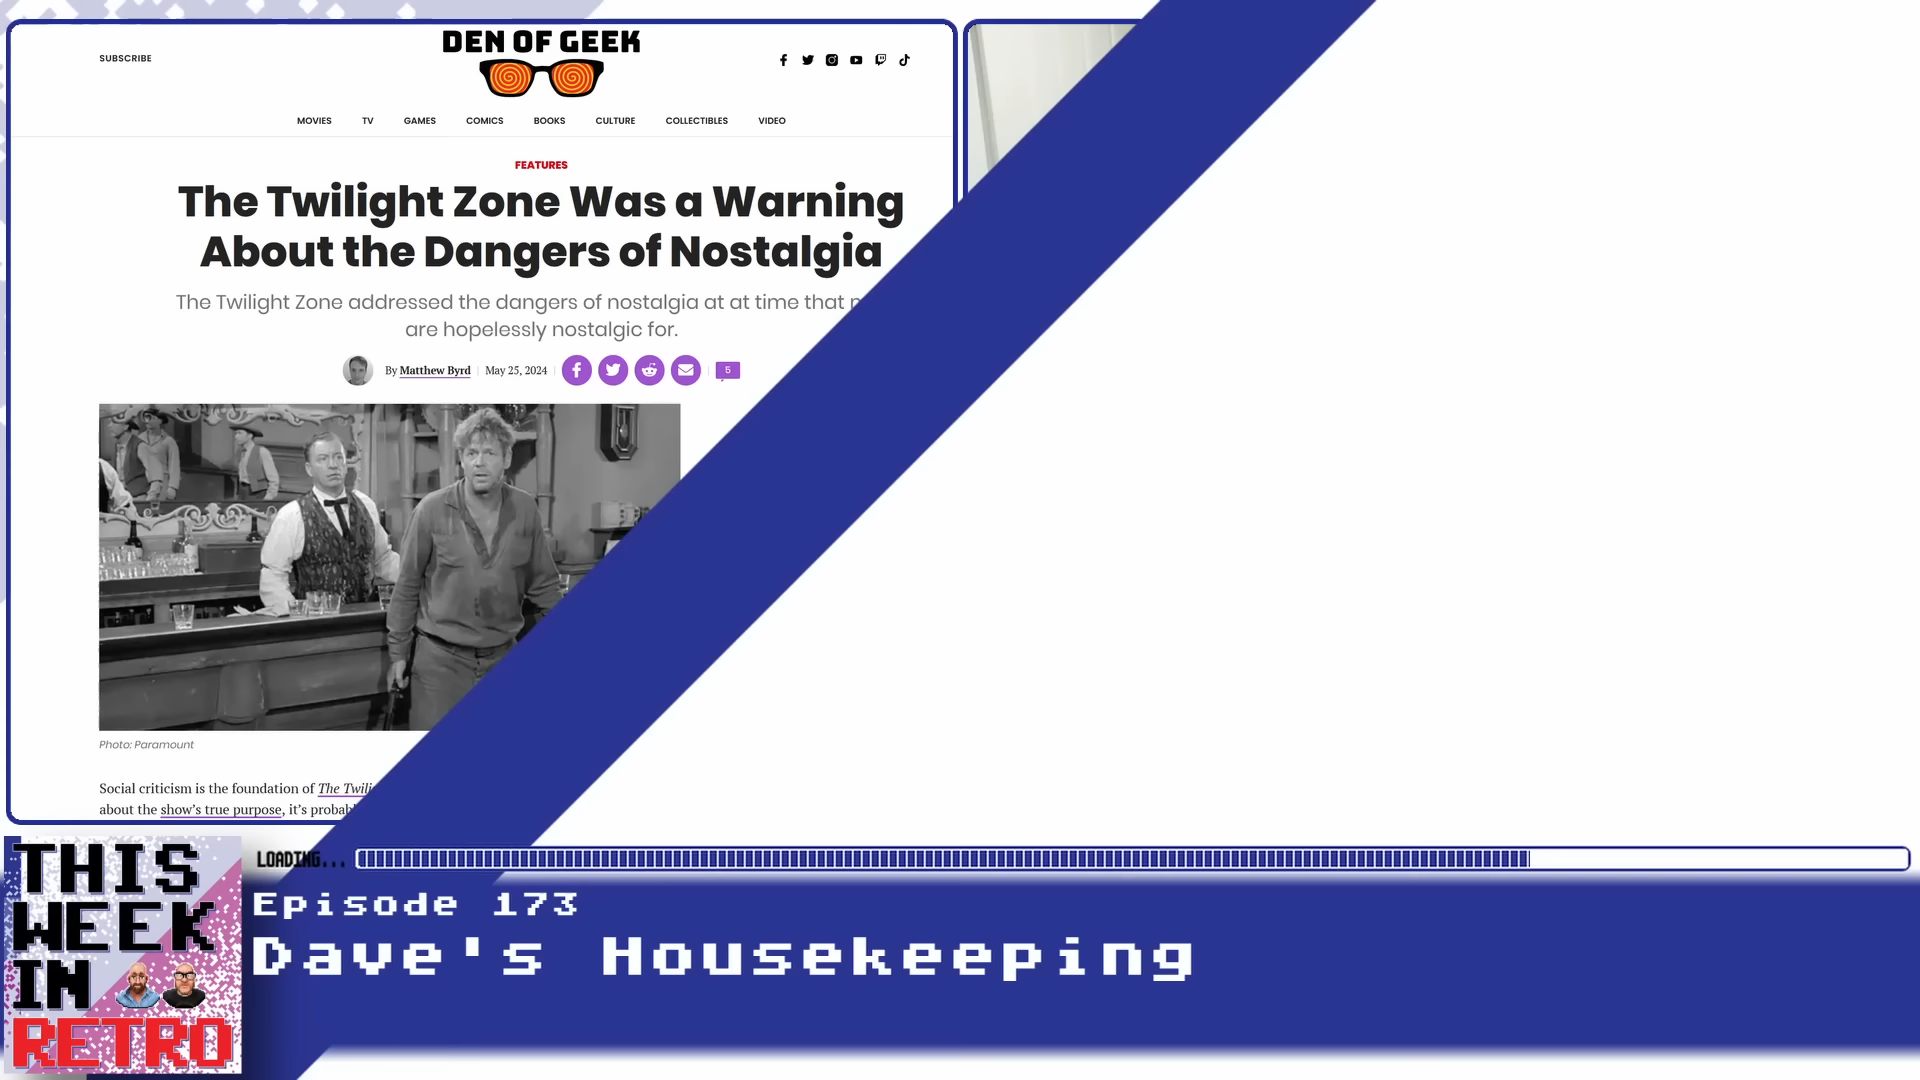 SUBSCRIBE
DEN OF GEEK
MOVIES TV GAMES COMICS BOOKS CULTURE COLLECTIBLES VIDEO
FEATURES
The Twilight Zone Was a Warning
About the Dangers of Nostalgia
The Twilight Zone addressed the dangers of nostalgia at at time that
are hopelessly nostalgic for.
By Matthew Byrd May 25, 2024 5
Photo: Paramount
Social criticism is the foundation of The
about the show's true purpose, it's
LOADING...
Episode 173
Dave's Housekeeping
THIS
WEEK
IN
RETRO